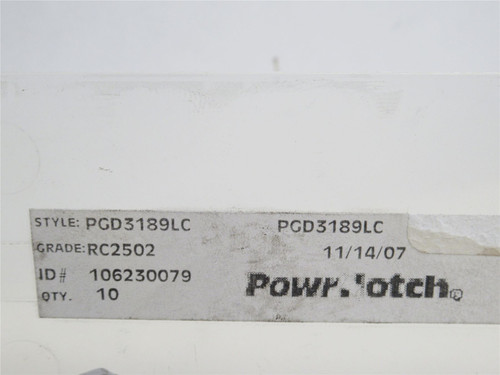 STYLE: PGD3189LC PGD3189LC
GRADE: RC2502 11/14/07
ID# 106230079
QTY. 10